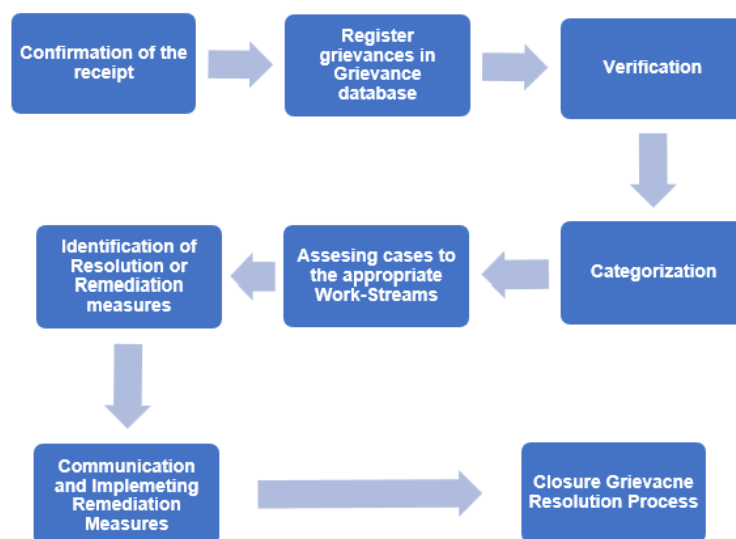 Confirmation of the
receipt
Register
grievances in
Grievance
database
Verification
Identification of
Resolution or
Remediation
measures
Assesing cases to
the appropriate
Work-Streams
Categorization
Communication
and Implemeting
Remediation
Measures
Closure Grievacne
Resolution Process